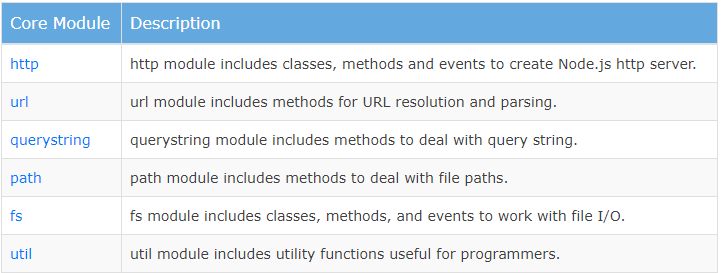 Core Module Description
http http module includes classes, methods and events to create Node.js http server.
url url module includes methods for URL resolution and parsing.
querystring querystring module includes methods to deal with query string.
path path module includes methods to deal with file paths.
fs fs module includes classes, methods, and events to work with file I/O.
util util module includes utility functions useful for programmers.